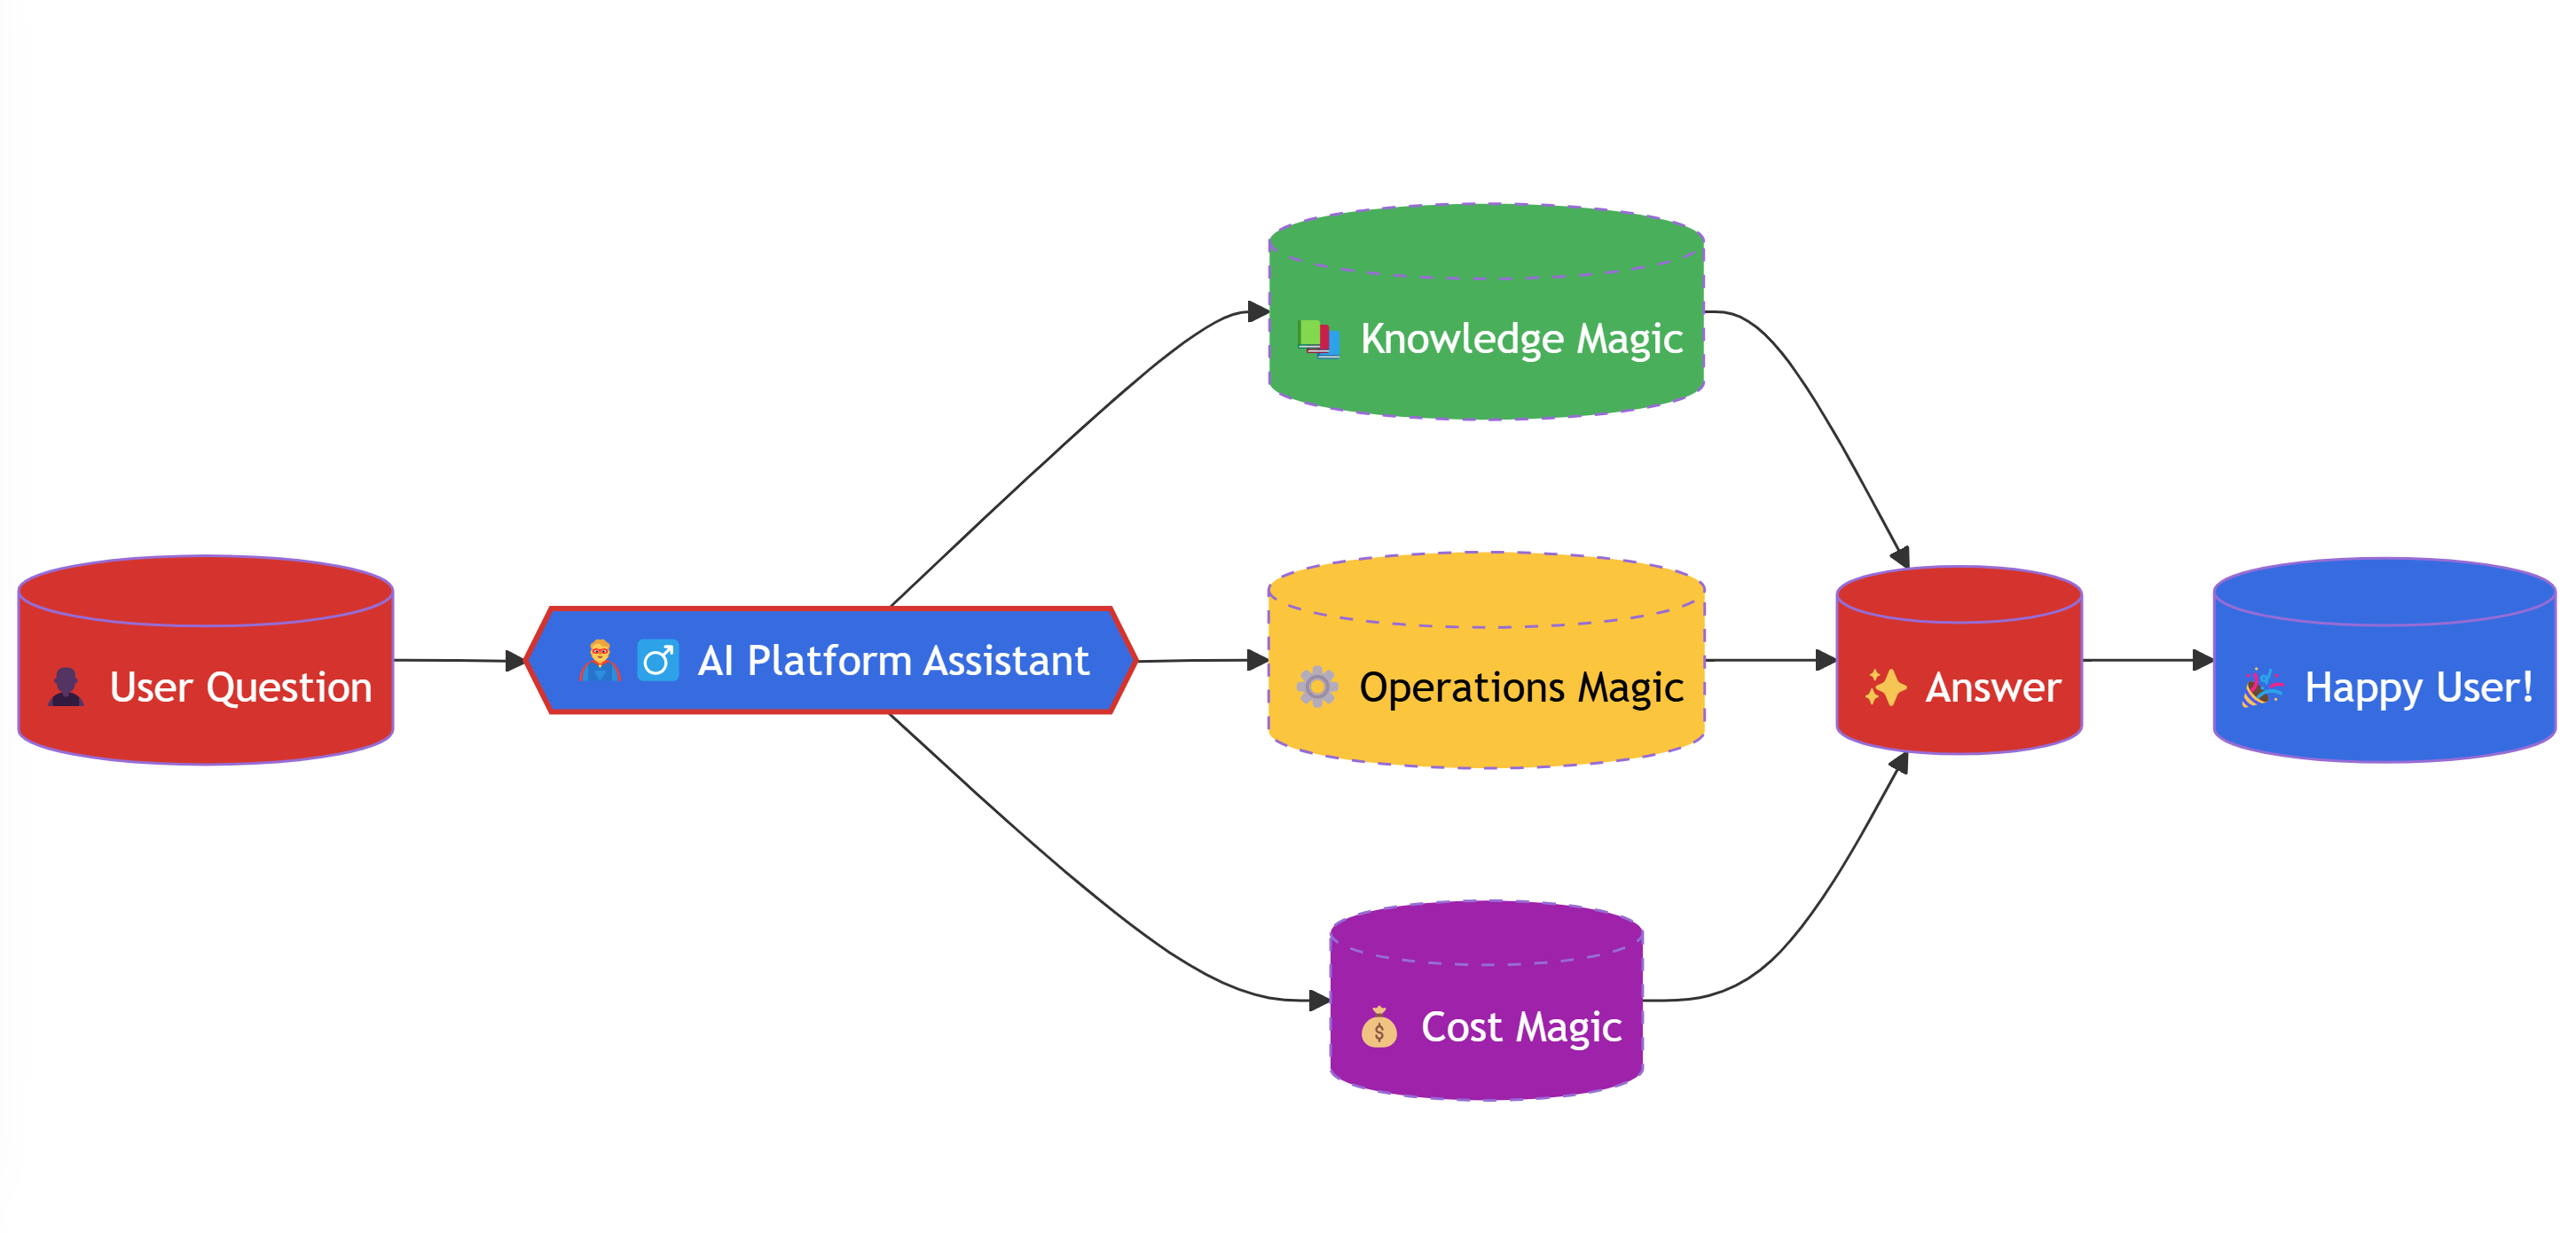 👤 User Question
🦸 ♂ AI Platform Assistant
📚 Knowledge Magic
⚙️ Operations Magic
💰 Cost Magic
✨ Answer
🎉 Happy User!